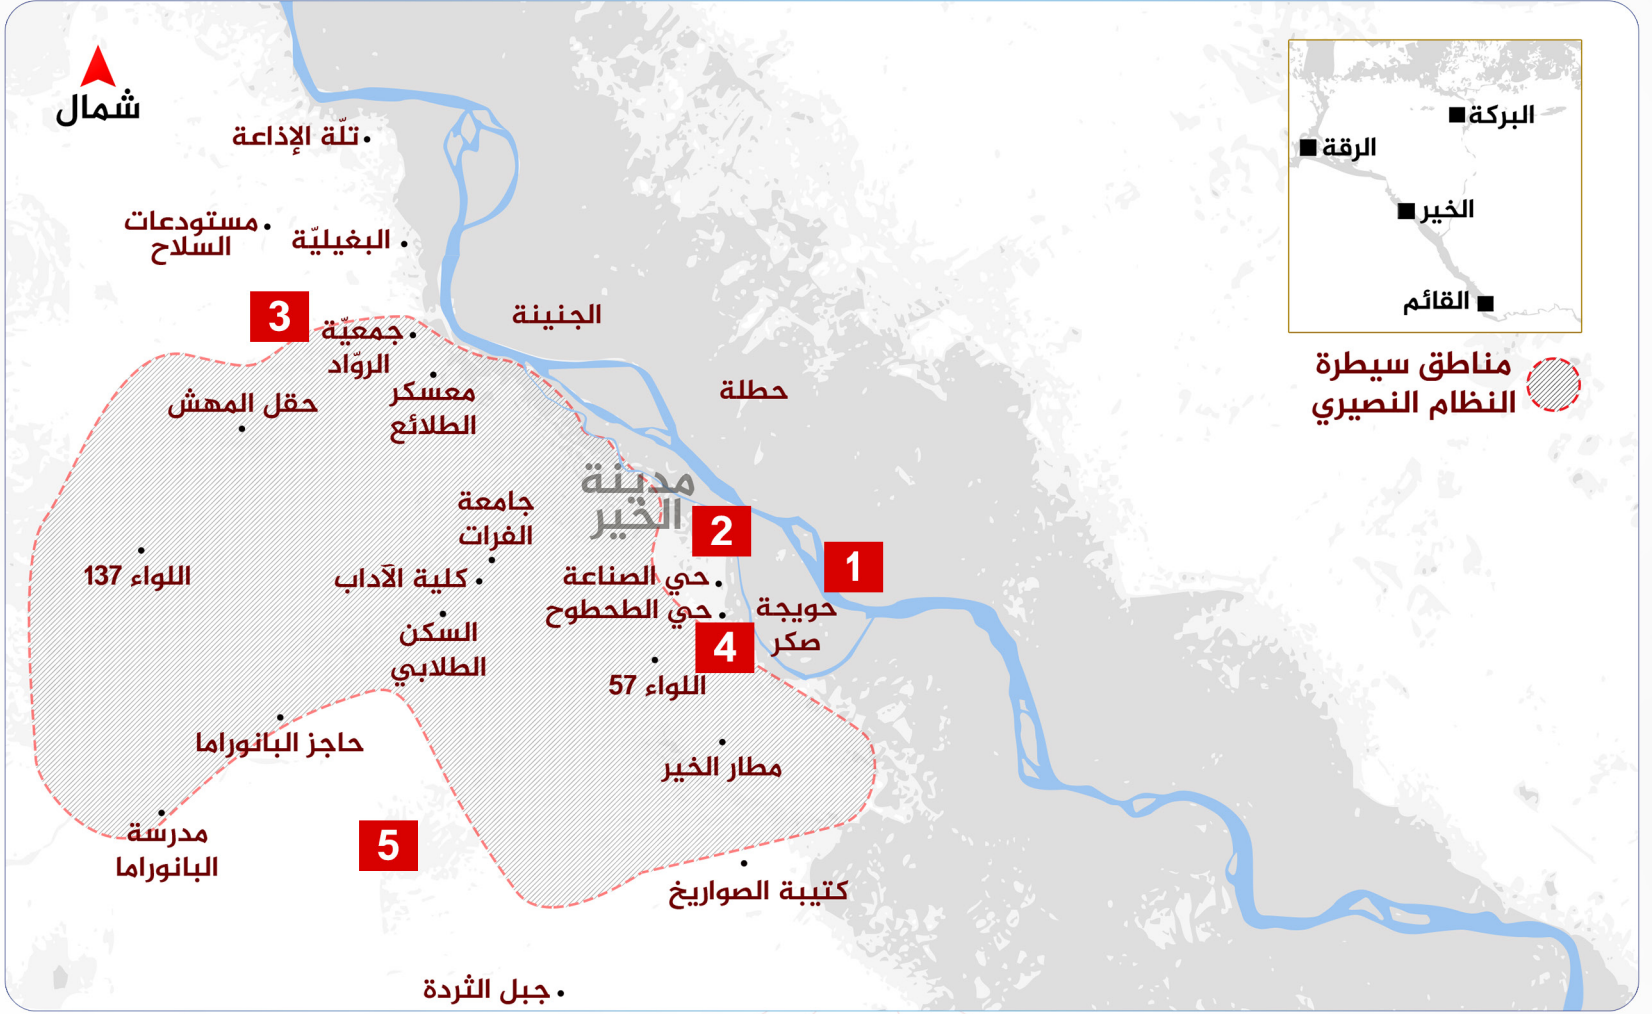 شمال
تلّة الإذاعة
مستودعات
السلاح
البغيليّة
3
الجنينة
جمعيّة
الروّاد
معسكر
الطلائع
حقل المهش
حطلة
مدينة
الخير
جامعة
الفرات
2
1
اللواء 137
كلية الآداب
حي الصناعة
حي الطحطوح
حويجة
صكر
السكن
الطلابي
4
اللواء 57
حاجز البانوراما
مطار الخير
مدرسة
البانوراما
5
كتيبة الصواريخ
جبل الثردة
البركة
الرقة
الخير
القائم
مناطق سيطرة
النظام النصيري